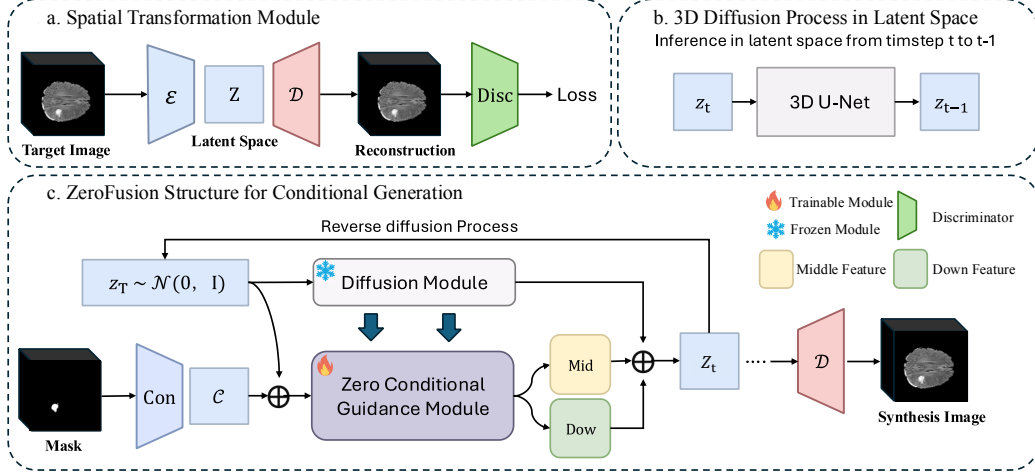 a. Spatial Transformation Module
Target Image
ℰ
Z
𝒟
Latent Space
Reconstruction
Disc
Loss
b. 3D Diffusion Process in Latent Space
Inference in latent space from timstep t to t-1
z_t
3D U-Net
z_{t−1}
c. ZeroFusion Structure for Conditional Generation
Trainable Module
Frozen Module
Discriminator
Middle Feature
Down Feature
Reverse diffusion Process
z_T ~ 𝒩(0, I)
Diffusion Module
Mask
Con
𝒞
Zero Conditional
Guidance Module
Mid
Dow
Z_t
....
𝒟
Synthesis Image